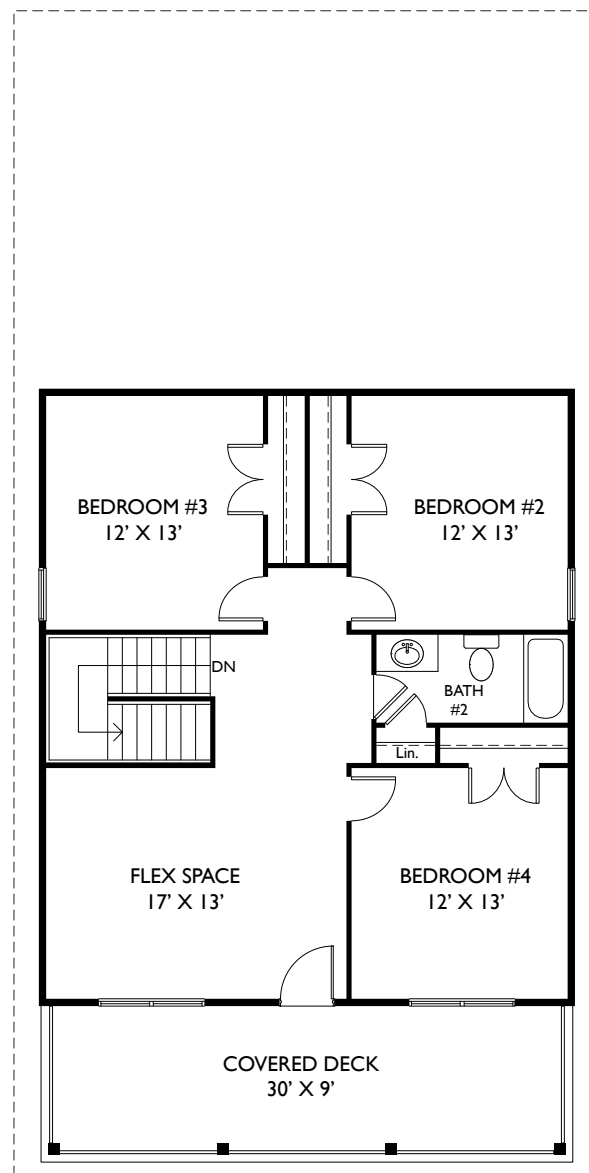 BEDROOM #3
12’ X 13’
BEDROOM #2
12’ X 13’
DN
BATH
#2
Lin.
FLEX SPACE
17’ X 13’
BEDROOM #4
12’ X 13’
COVERED DECK
30’ X 9’